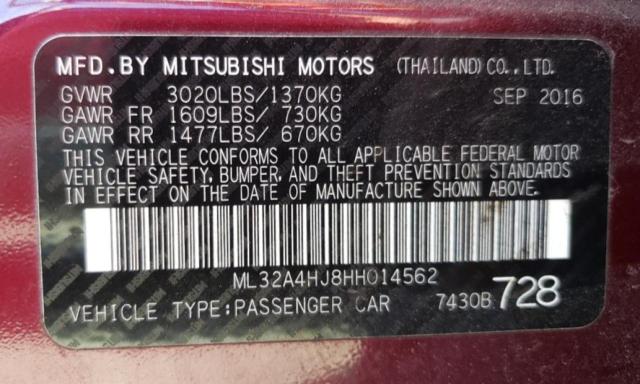 MFD.BY MITSUBISHI MOTORS (THAILAND) CO.,LTD.
GVWR 3020LBS/1370KG SEP 2016
GAWR FR 1609LBS/ 730KG
GAWR RR 1477LBS/ 670KG
THIS VEHICLE CONFORMS TO ALL APPLICABLE FEDERAL MOTOR
VEHICLE SAFETY, BUMPER, AND THEFT PREVENTION STANDARDS
IN EFFECT ON THE DATE OF MANUFACTURE SHOWN ABOVE.
ML32A4HJ8HH014562
VEHICLE TYPE:PASSENGER CAR 7430B 728